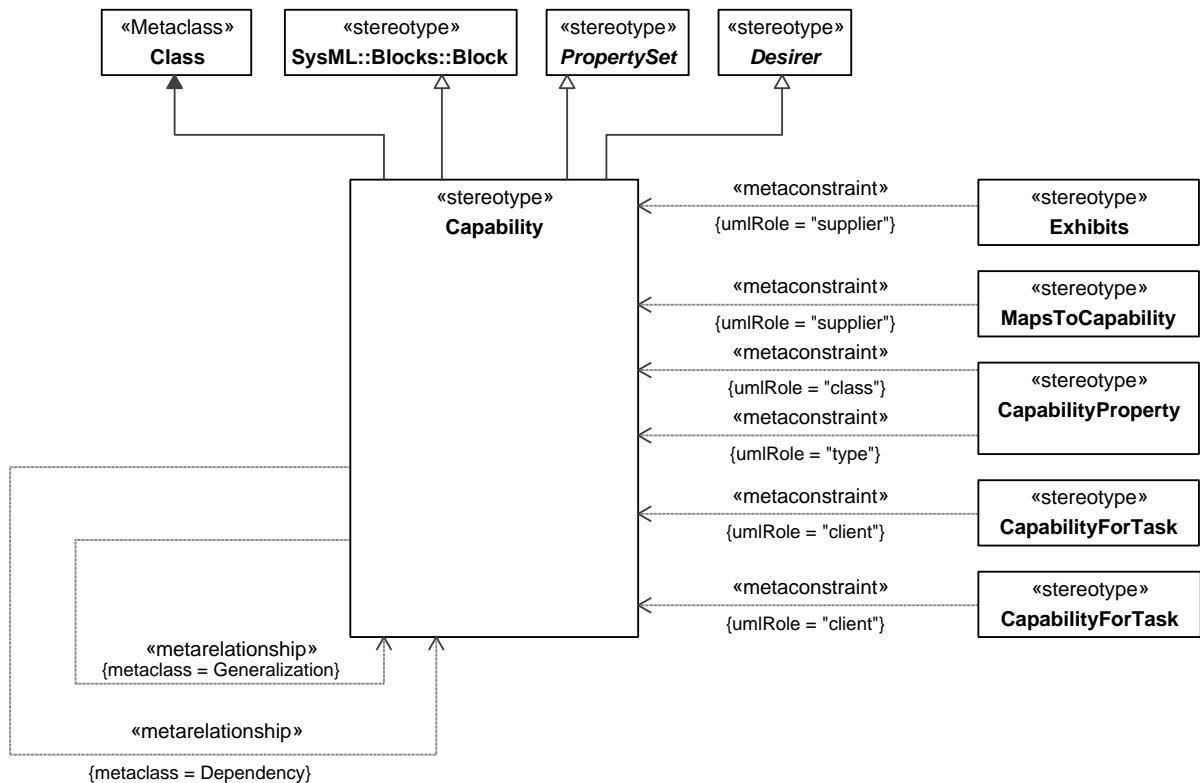 «Metaclass»
Class
«stereotype»
SysML::Blocks::Block
«stereotype»
PropertySet
«stereotype»
Desirer
«stereotype»
Capability
«metaconstraint»
{umlRole = "supplier"}
«stereotype»
Exhibits
«metaconstraint»
{umlRole = "supplier"}
«stereotype»
MapsToCapability
«metaconstraint»
{umlRole = "class"}
«metaconstraint»
{umlRole = "type"}
«stereotype»
CapabilityProperty
«metaconstraint»
{umlRole = "client"}
«stereotype»
CapabilityForTask
«metaconstraint»
{umlRole = "client"}
«stereotype»
CapabilityForTask
«metarelationship»
{metaclass = Generalization}
«metarelationship»
{metaclass = Dependency}